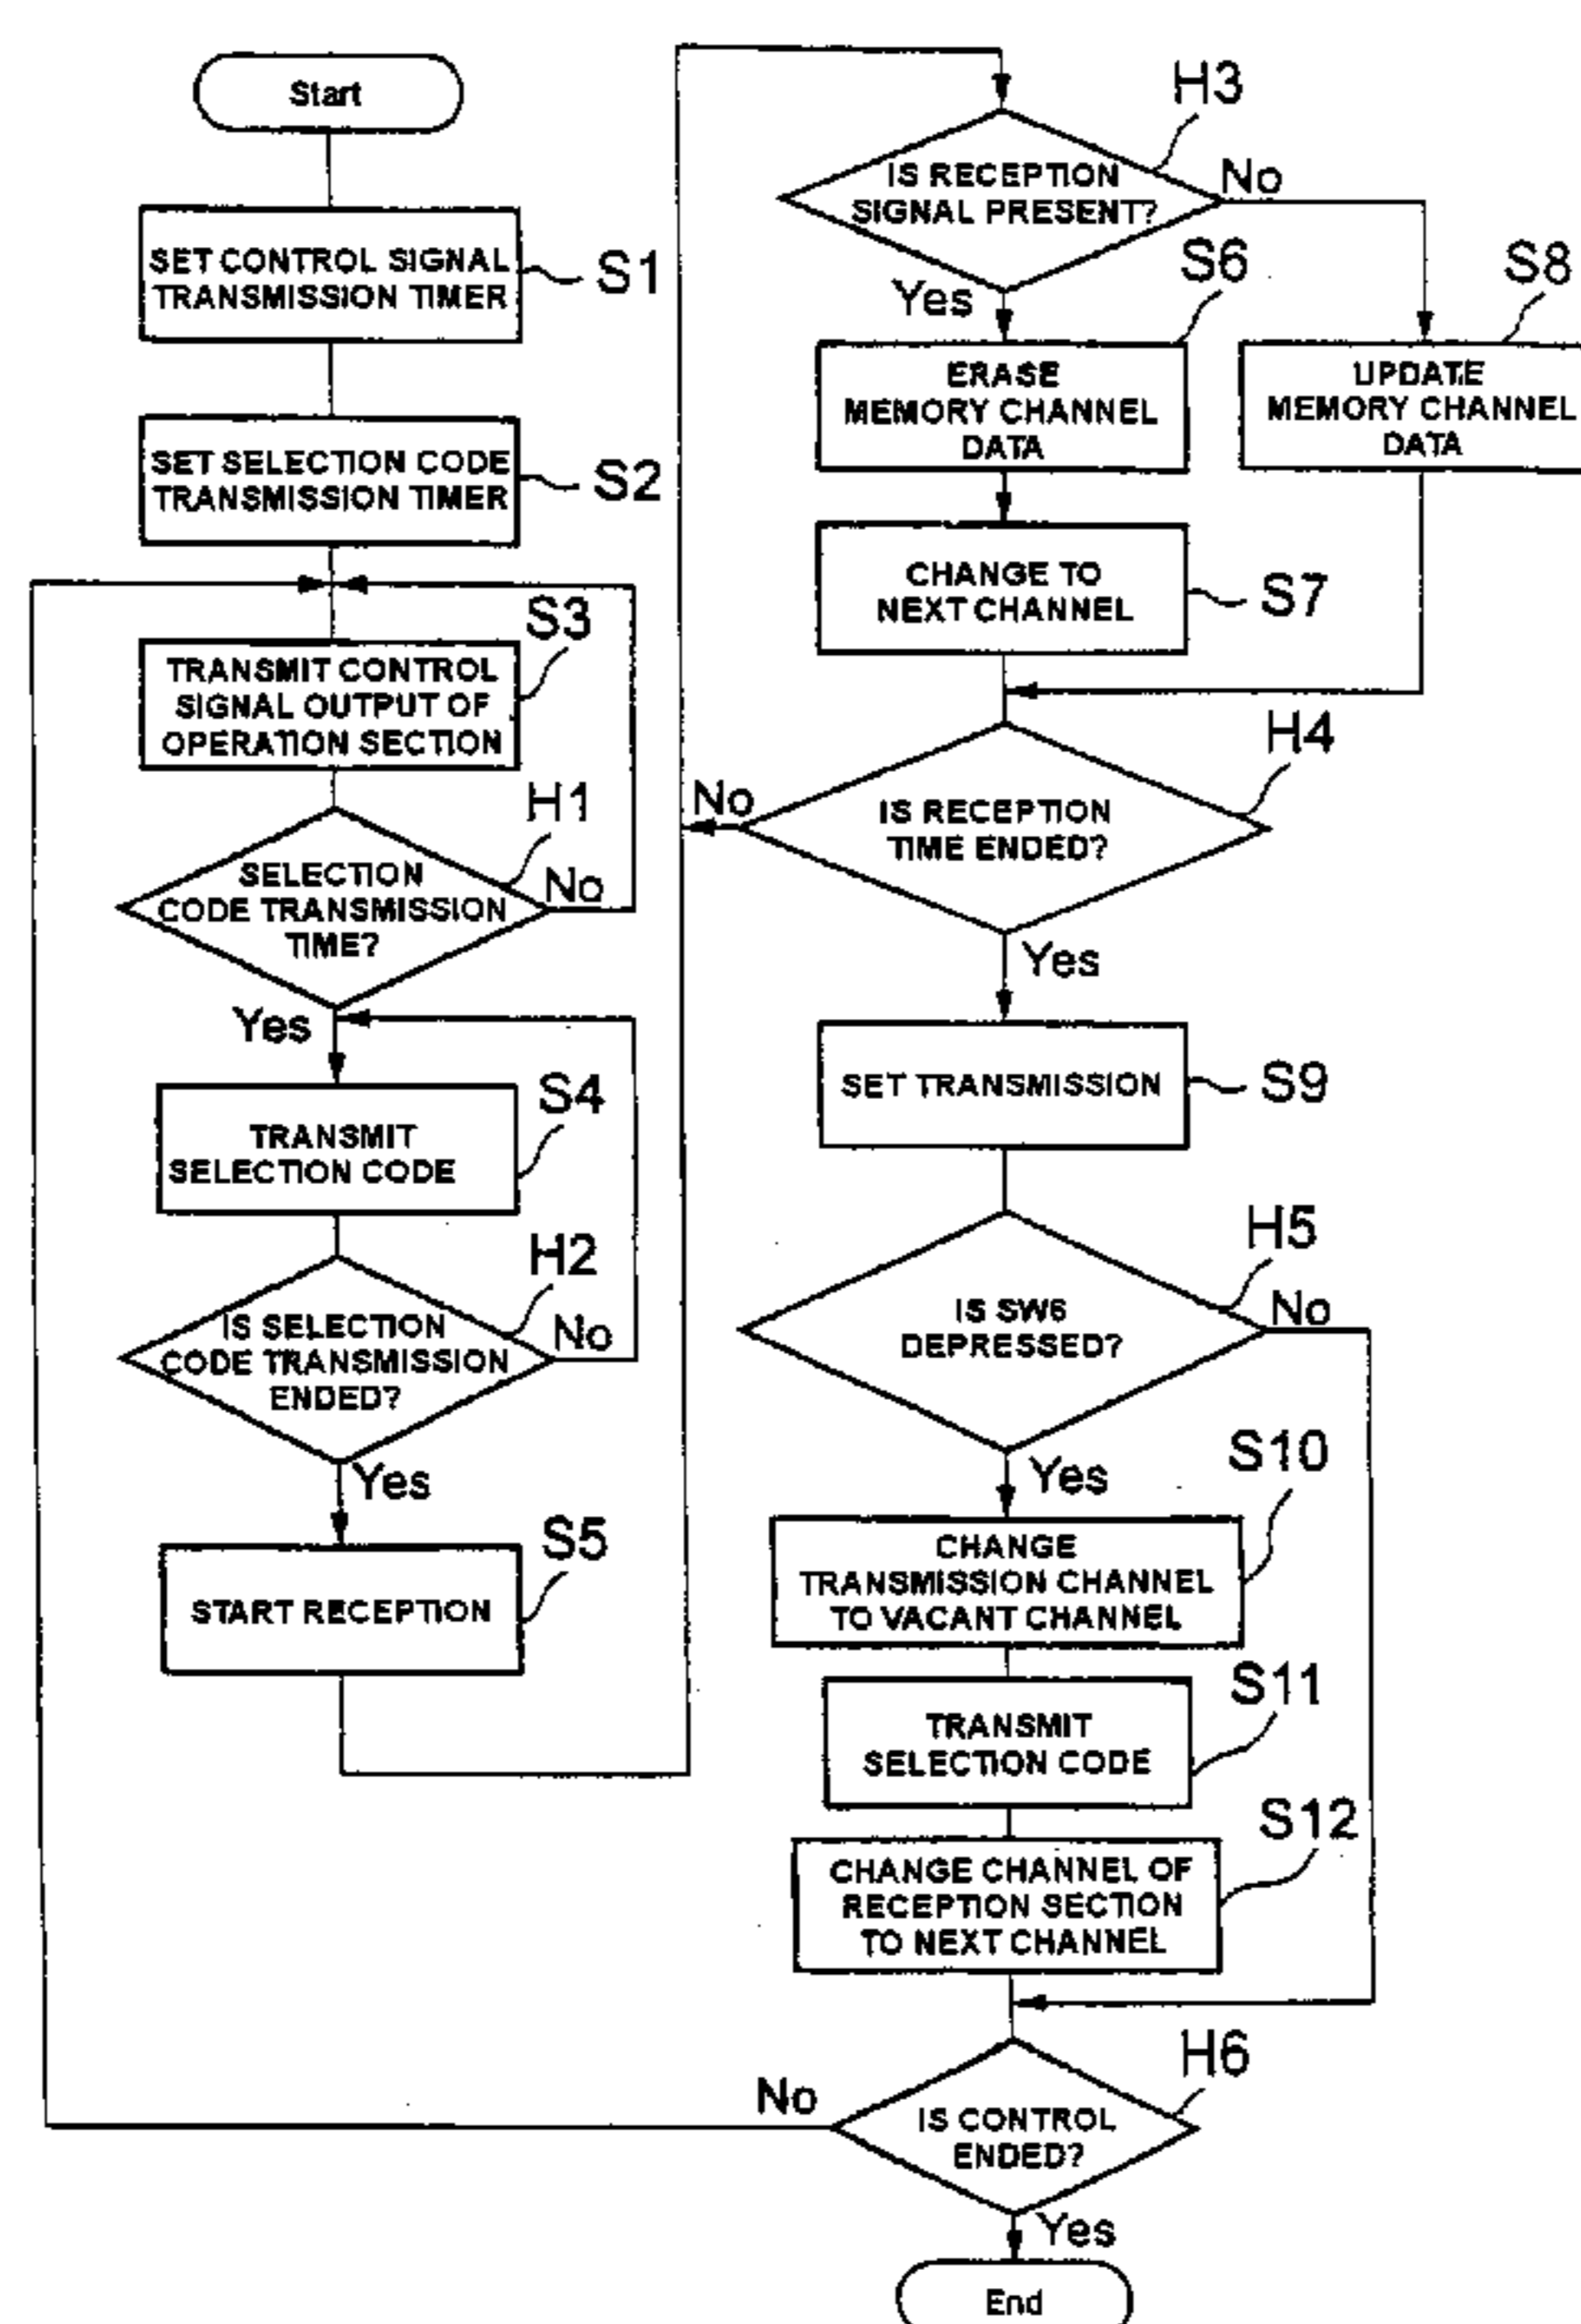 Start
SET CONTROL SIGNAL
TRANSMISSION TIMER
S1
SET SELECTION CODE
TRANSMISSION TIMER
S2
S3
TRANSMIT CONTROL
SIGNAL OUTPUT OF
OPERATION SECTION
H1
SELECTION
CODE TRANSMISSION
TIME?
No
Yes
S4
TRANSMIT
SELECTION CODE
H2
IS SELECTION
CODE TRANSMISSION
ENDED?
No
Yes
S5
START RECEPTION
H3
IS RECEPTION
SIGNAL PRESENT?
No
Yes
S6
ERASE
MEMORY CHANNEL
DATA
S8
UPDATE
MEMORY CHANNEL
DATA
CHANGE TO
NEXT CHANNEL
S7
H4
IS RECEPTION
TIME ENDED?
No
Yes
SET TRANSMISSION
S9
H5
IS SW6
DEPRESSED?
No
Yes
S10
CHANGE
TRANSMISSION CHANNEL
TO VACANT CHANNEL
S11
TRANSMIT
SELECTION CODE
S12
CHANGE CHANNEL OF
RECEPTION SECTION
TO NEXT CHANNEL
H6
IS CONTROL
ENDED?
No
Yes
End